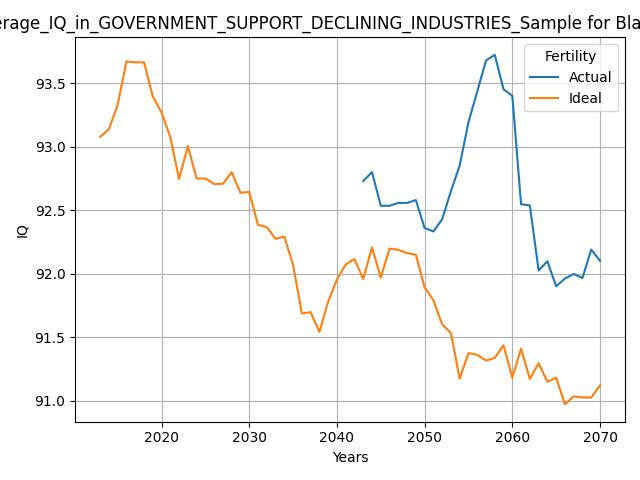 erage_IQ_in_GOVERNMENT_SUPPORT_DECLINING_INDUSTRIES_Sample for Bla
Fertility
Actual
Ideal
93.5
93.0
92.5
92.0
91.5
91.0
IQ
2020 2030 2040 2050 2060 2070
Years